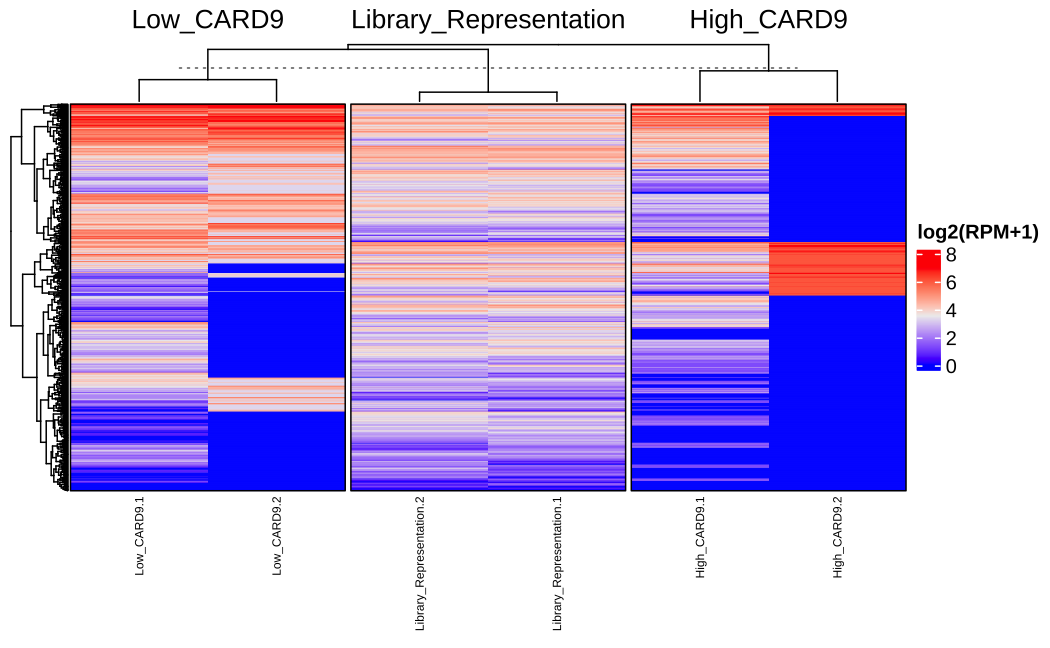 Low_CARD9 Library_Representation High_CARD9
log2(RPM+1)
8
6
4
2
0
Low_CARD9.1
Low_CARD9.2
Library_Representation.2
Library_Representation.1
High_CARD9.1
High_CARD9.2